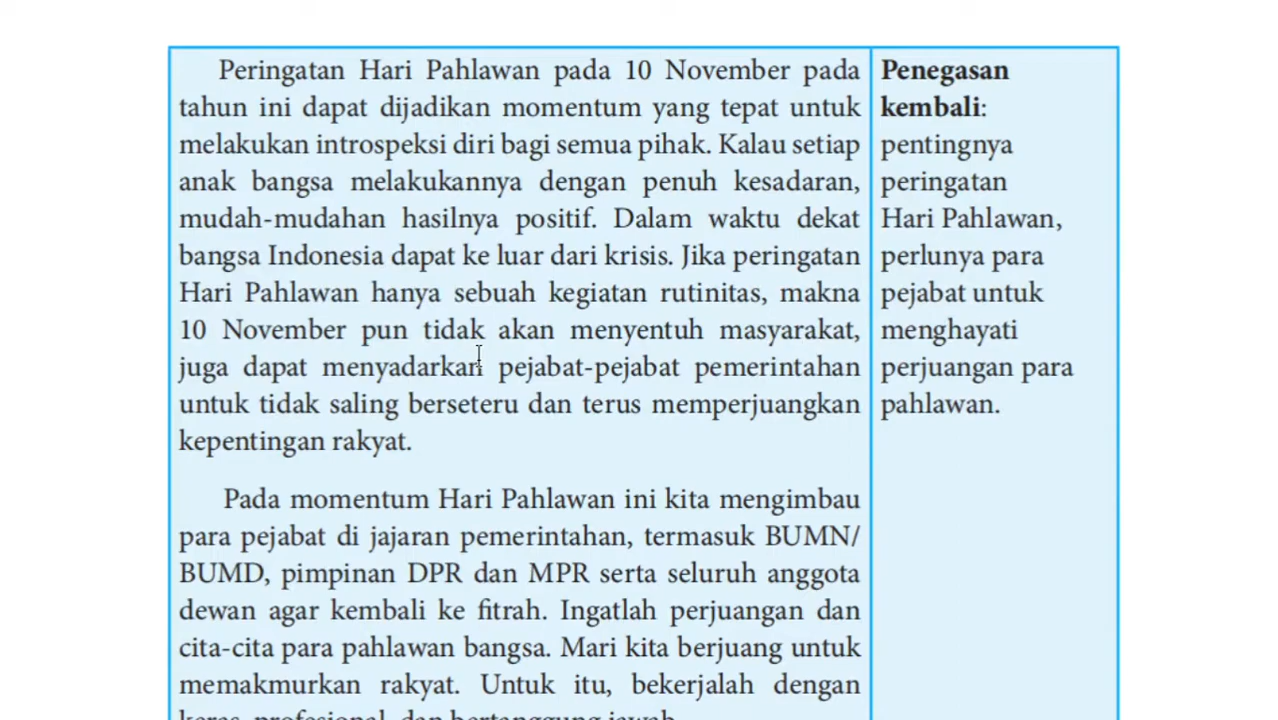 Peringatan Hari Pahlawan pada 10 November pada
tahun ini dapat dijadikan momentum yang tepat untuk
melakukan introspeksi diri bagi semua pihak. Kalau setiap
anak bangsa melakukannya dengan penuh kesadaran,
mudah-mudahan hasilnya positif. Dalam waktu dekat
bangsa Indonesia dapat ke luar dari krisis. Jika peringatan
Hari Pahlawan hanya sebuah kegiatan rutinitas, makna
10 November pun tidak akan menyentuh masyarakat,
juga dapat menyadarkan pejabat-pejabat pemerintahan
untuk tidak saling berseteru dan terus memperjuangkan
kepentingan rakyat.
Pada momentum Hari Pahlawan ini kita mengimbau
para pejabat di jajaran pemerintahan, termasuk BUMN/
BUMD, pimpinan DPR dan MPR serta seluruh anggota
dewan agar kembali ke fitrah. Ingatlah perjuangan dan
cita-cita para pahlawan bangsa. Mari kita berjuang untuk
memakmurkan rakyat. Untuk itu, bekerjalah dengan
keras, profesional, dan bertanggung jawab.
Penegasan
kembali:
pentingnya
peringatan
Hari Pahlawan,
perlunya para
pejabat untuk
menghayati
perjuangan para
pahlawan.